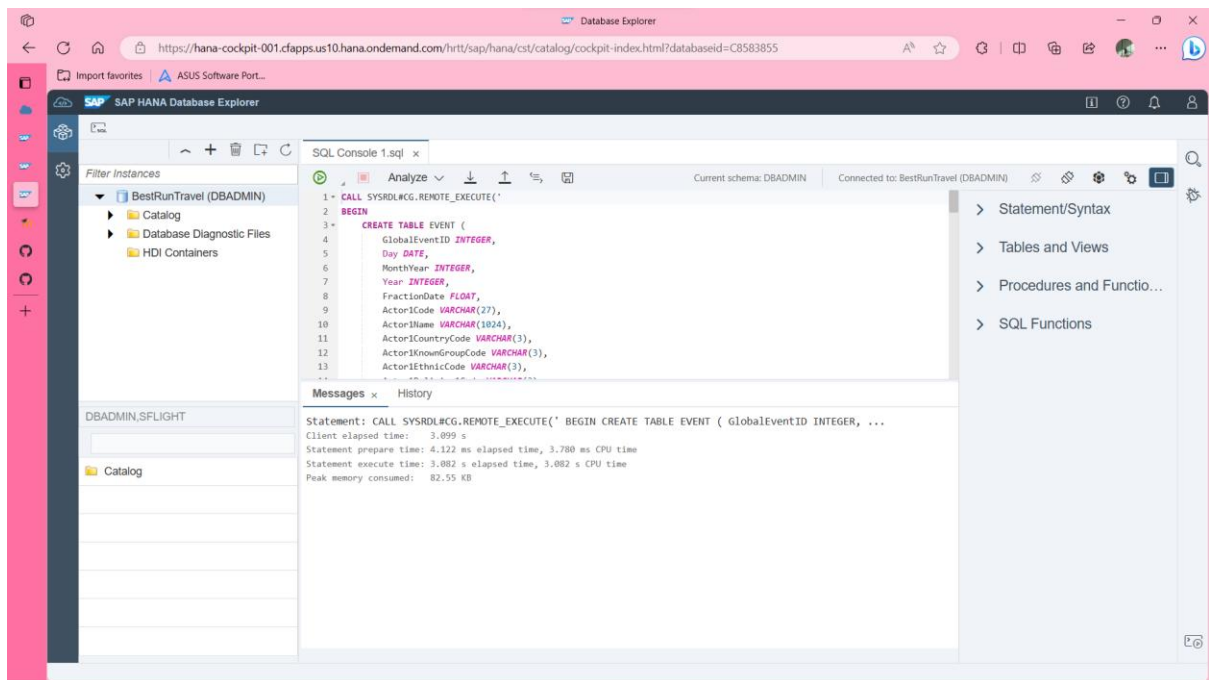 Database Explorer
https://hana-cockpit-001.cfapps.us10.hana.ondemand.com/hrtt/sap/hana/cst/catalog/cockpit-index.html?databaseid=C8583855
Import favorites
ASUS Software Port...
SAP SAP HANA Database Explorer
SQL Console 1.sql
Filter Instances
Analyze
Current schema: DBADMIN
Connected to: BestRunTravel (DBADMIN)
BestRunTravel (DBADMIN)
Catalog
Database Diagnostic Files
HDI Containers
1 CALL SYSRDL#CG.REMOTE_EXECUTE('
2 BEGIN
3 CREATE TABLE EVENT (
4 GlobalEventID INTEGER,
5 Day DATE,
6 MonthYear INTEGER,
7 Year INTEGER,
8 FractionDate FLOAT,
9 Actor1Code VARCHAR(27),
10 Actor1Name VARCHAR(1024),
11 Actor1CountryCode VARCHAR(3),
12 Actor1KnownGroupCode VARCHAR(3),
13 Actor1EthnicCode VARCHAR(3),
Statement/Syntax
Tables and Views
Procedures and Functio...
SQL Functions
Messages
History
DBADMIN,SFLIGHT
Catalog
Statement: CALL SYSRDL#CG.REMOTE_EXECUTE(' BEGIN CREATE TABLE EVENT ( GlobalEventID INTEGER, ...
Client elapsed time: 3.099 s
Statement prepare time: 4.122 ms elapsed time, 3.780 ms CPU time
Statement execute time: 3.082 s elapsed time, 3.082 s CPU time
Peak memory consumed: 82.55 KB